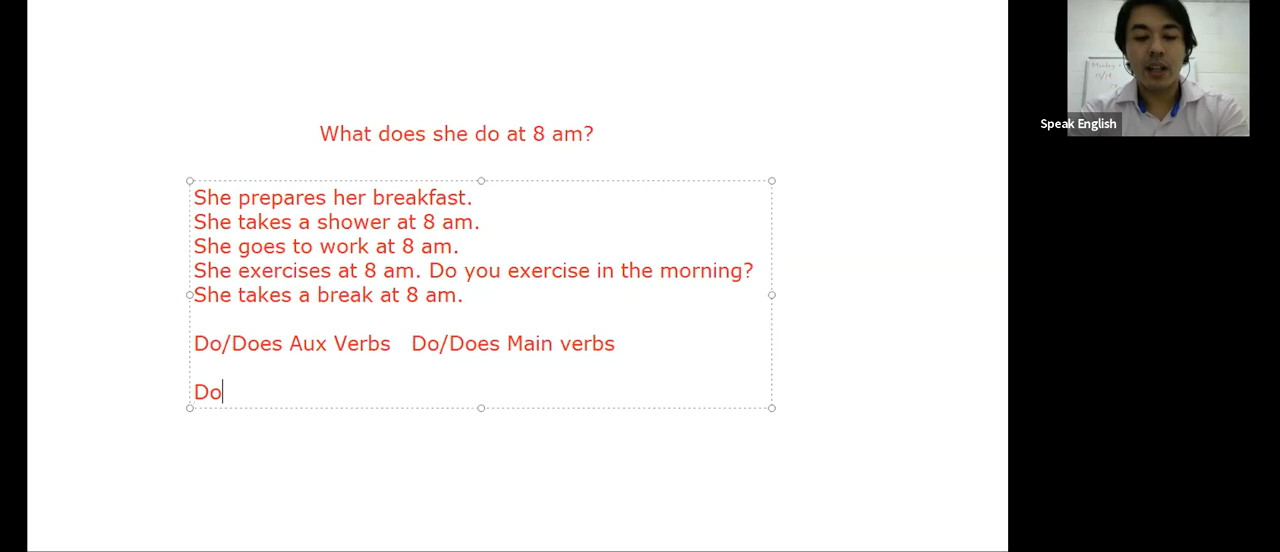 What does she do at 8 am?
She prepares her breakfast.
She takes a shower at 8 am.
She goes to work at 8 am.
She exercises at 8 am. Do you exercise in the morning?
She takes a break at 8 am.
Do/Does Aux Verbs Do/Does Main verbs
Do
Speak English